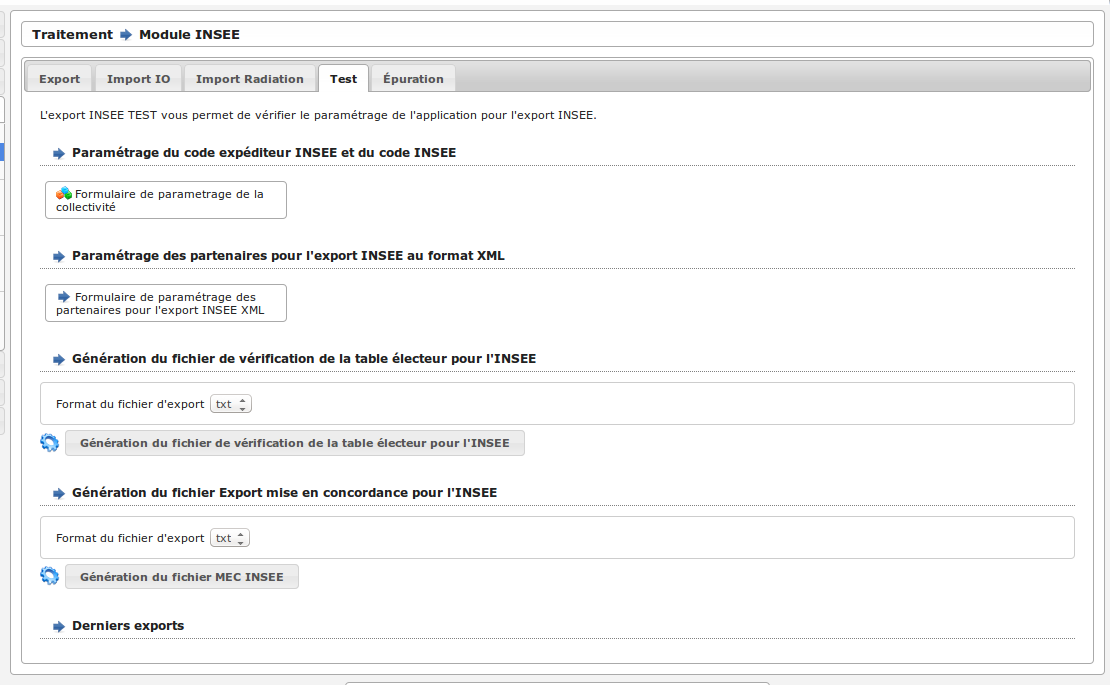 Traitement Module INSEE
Export Import IO Import Radiation Test Épuration
L'export INSEE TEST vous permet de vérifier le paramétrage de l'application pour l'export INSEE.
Paramétrage du code expéditeur INSEE et du code INSEE
Formulaire de parametrage de la
collectivité
Paramétrage des partenaires pour l'export INSEE au format XML
Formulaire de paramétrage des
partenaires pour l'export INSEE XML
Génération du fichier de vérification de la table électeur pour l'INSEE
Format du fichier d'export txt
Génération du fichier de vérification de la table électeur pour l'INSEE
Génération du fichier Export mise en concordance pour l'INSEE
Format du fichier d'export txt
Génération du fichier MEC INSEE
Derniers exports